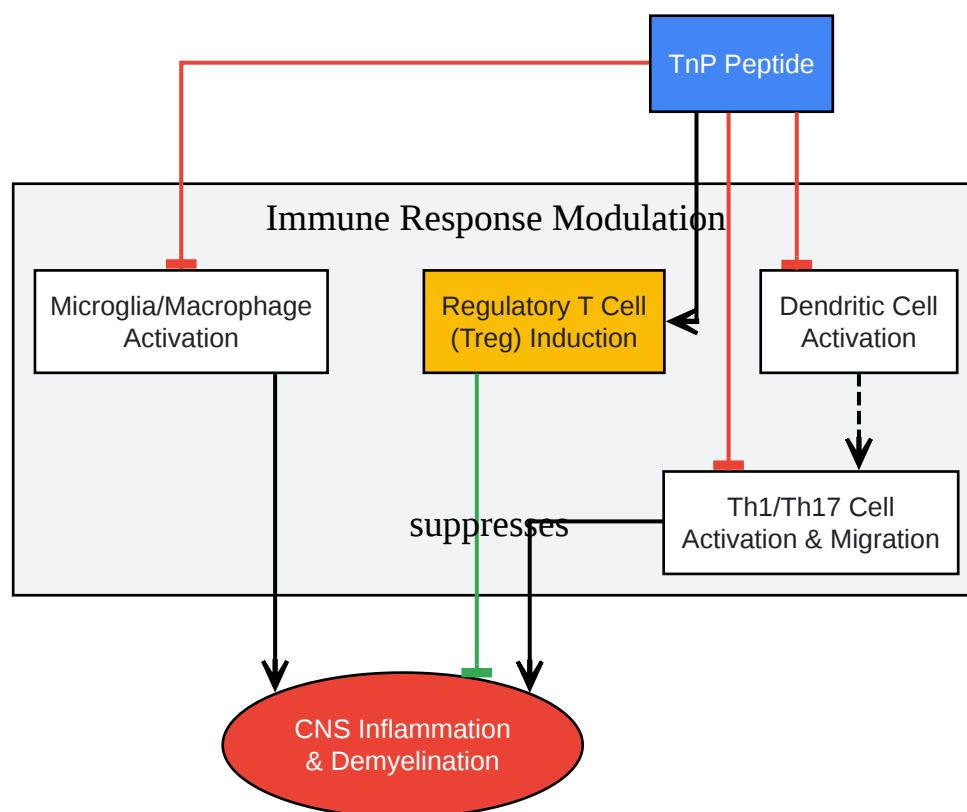 TnP Peptide
Immune Response Modulation
Microglia/Macrophage
Activation
Regulatory T Cell
(Treg) Induction
Dendritic Cell
Activation
suppresses
Th1/Th17 Cell
Activation & Migration
CNS Inflammation
& Demyelination